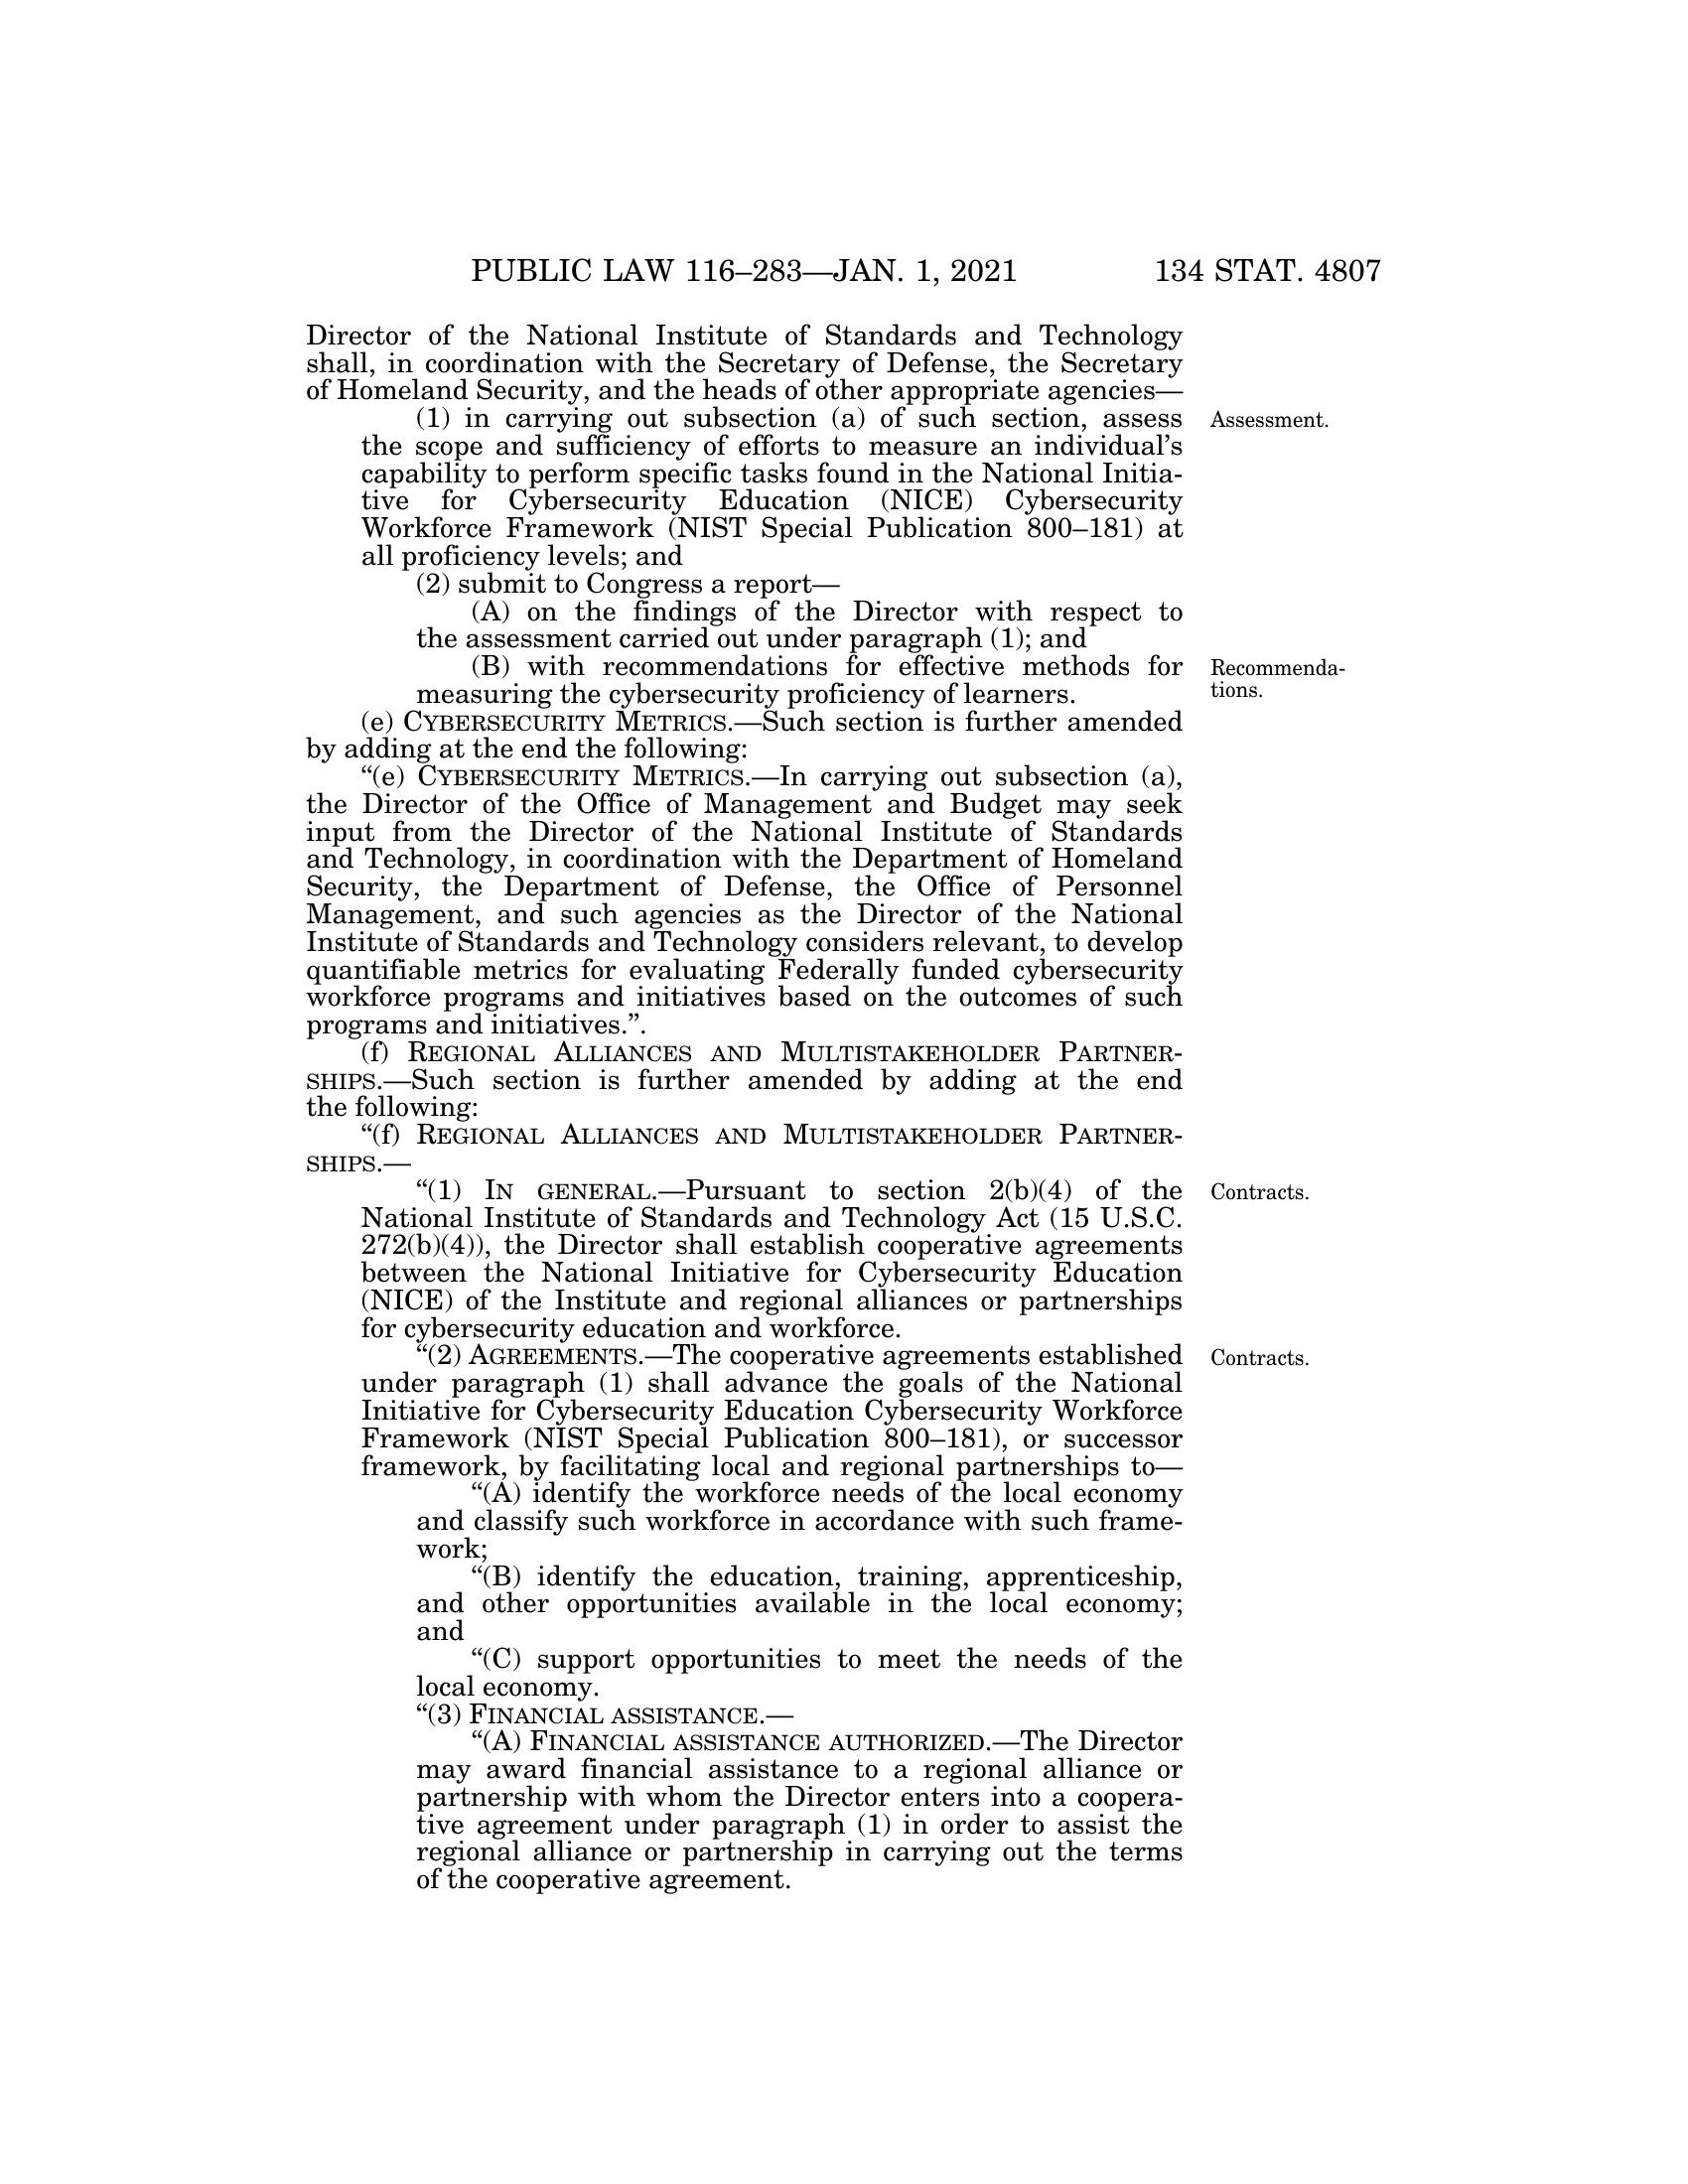 PUBLIC LAW 116–283—JAN. 1, 2021 134 STAT. 4807
Director of the National Institute of Standards and Technology
shall, in coordination with the Secretary of Defense, the Secretary
of Homeland Security, and the heads of other appropriate agencies—
(1) in carrying out subsection (a) of such section, assess
Assessment.
the scope and sufficiency of efforts to measure an individual’s
capability to perform specific tasks found in the National Initia-
tive for Cybersecurity Education (NICE) Cybersecurity
Workforce Framework (NIST Special Publication 800–181) at
all proficiency levels; and
(2) submit to Congress a report—
(A) on the findings of the Director with respect to
the assessment carried out under paragraph (1); and
(B) with recommendations for effective methods for
measuring the cybersecurity proficiency of learners.
Recommenda-
tions.
(e) CYBERSECURITY METRICS.—Such section is further amended
by adding at the end the following:
“(e) CYBERSECURITY METRICS.—In carrying out subsection (a),
the Director of the Office of Management and Budget may seek
input from the Director of the National Institute of Standards
and Technology, in coordination with the Department of Homeland
Security, the Department of Defense, the Office of Personnel
Management, and such agencies as the Director of the National
Institute of Standards and Technology considers relevant, to develop
quantifiable metrics for evaluating Federally funded cybersecurity
workforce programs and initiatives based on the outcomes of such
programs and initiatives.”.
(f) REGIONAL ALLIANCES AND MULTISTAKEHOLDER PARTNER-
SHIPS.—Such section is further amended by adding at the end
the following:
“(f) REGIONAL ALLIANCES AND MULTISTAKEHOLDER PARTNER-
SHIPS.—
“(1) IN GENERAL.—Pursuant to section 2(b)(4) of the
Contracts.
National Institute of Standards and Technology Act (15 U.S.C.
272(b)(4)), the Director shall establish cooperative agreements
between the National Initiative for Cybersecurity Education
(NICE) of the Institute and regional alliances or partnerships
for cybersecurity education and workforce.
“(2) AGREEMENTS.—The cooperative agreements established
Contracts.
under paragraph (1) shall advance the goals of the National
Initiative for Cybersecurity Education Cybersecurity Workforce
Framework (NIST Special Publication 800–181), or successor
framework, by facilitating local and regional partnerships to—
“(A) identify the workforce needs of the local economy
and classify such workforce in accordance with such frame-
work;
“(B) identify the education, training, apprenticeship,
and other opportunities available in the local economy;
and
“(C) support opportunities to meet the needs of the
local economy.
“(3) FINANCIAL ASSISTANCE.—
“(A) FINANCIAL ASSISTANCE AUTHORIZED.—The Director
may award financial assistance to a regional alliance or
partnership with whom the Director enters into a coopera-
tive agreement under paragraph (1) in order to assist the
regional alliance or partnership in carrying out the terms
of the cooperative agreement.